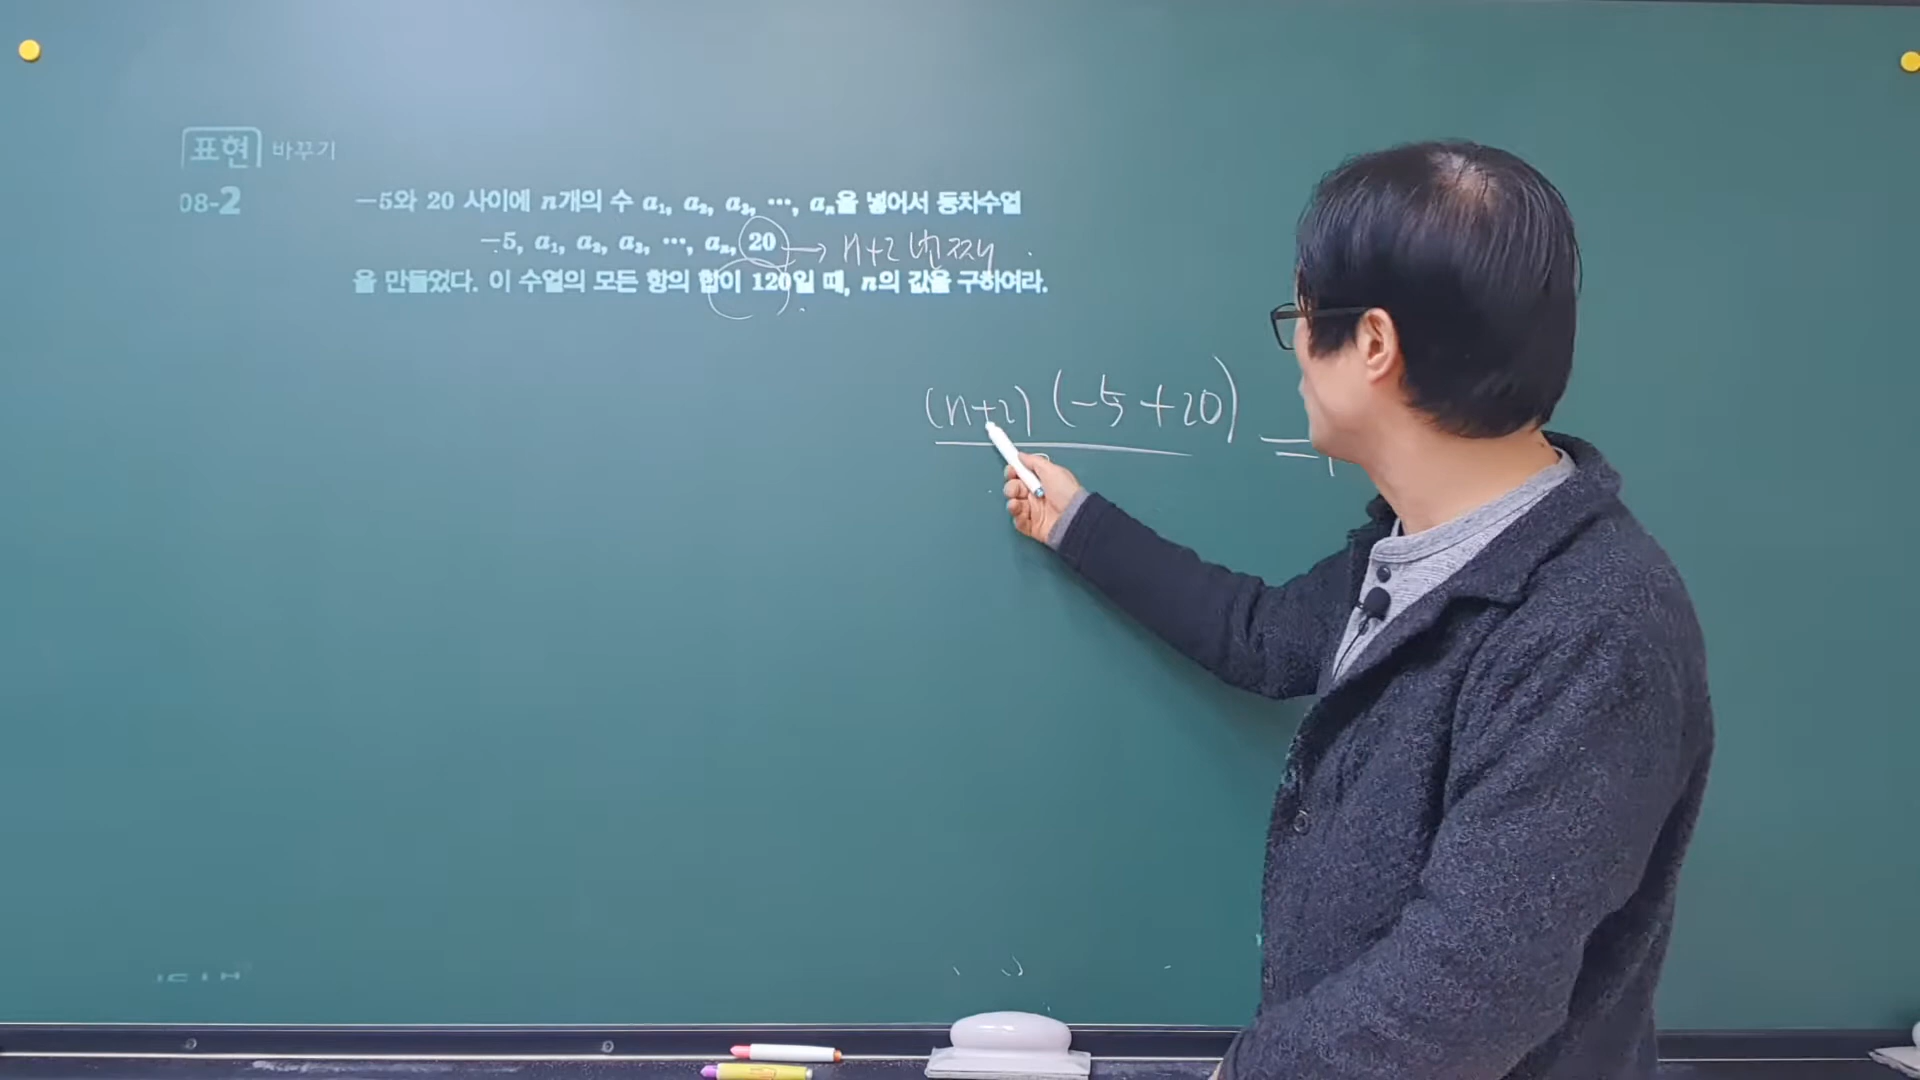 표현 바꾸기
08-2 -5와 20 사이에 n개의 수 a₁, a₂, a₃, ⋯, aₙ을 넣어서 등차수열
-5, a₁, a₂, a₃, ⋯, aₙ, 20 → n+2 번째
을 만들었다. 이 수열의 모든 항의 합이 120일 때, n의 값을 구하여라.
(n+2) (-5+20) =